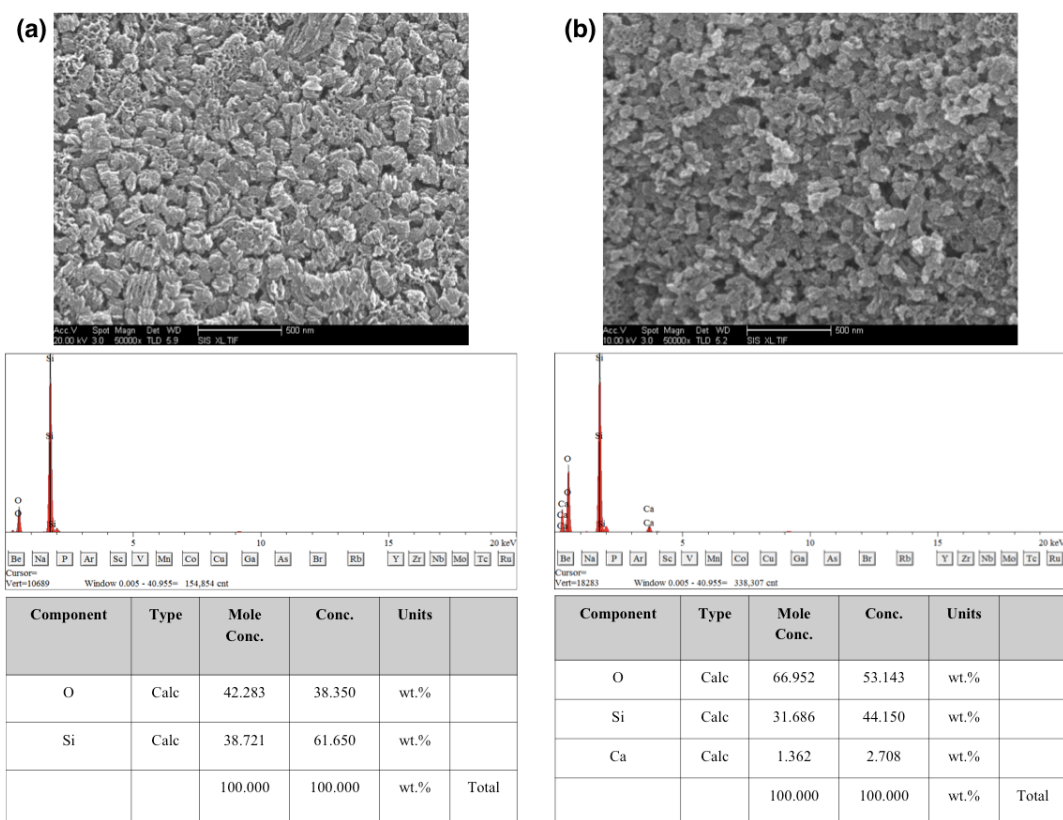 (a)
Acc.V Spot Magn Det WD 500 nm
20.00 kV 3.0 50000x TLD 5.9 SIS XL.TIF
Si
Si
O
O
Si
5 10 15 20 keV
Be Na P Ar Sc V Mn Co Cu Ga As Br Rb Y Zr Nb Mo Tc Ru
Cursor=
Vert=10689 Window 0.005 - 40.955= 154,854 cnt
Component Type Mole Conc. Conc. Units
O Calc 42.283 38.350 wt.%
Si Calc 38.721 61.650 wt.%
100.000 100.000 wt.% Total
(b)
Acc.V Spot Magn Det WD 500 nm
10.00 kV 3.0 50000x TLD 5.2 SIS XL.TIF
Si
Si
O
O
Ca
Ca
Ca
Si
Ca
Ca
5 10 15 20 keV
Be Na P Ar Sc V Mn Co Cu Ga As Br Rb Y Zr Nb Mo Tc Ru
Cursor=
Vert=18283 Window 0.005 - 40.955= 338,307 cnt
Component Type Mole Conc. Conc. Units
O Calc 66.952 53.143 wt.%
Si Calc 31.686 44.150 wt.%
Ca Calc 1.362 2.708 wt.%
100.000 100.000 wt.% Total